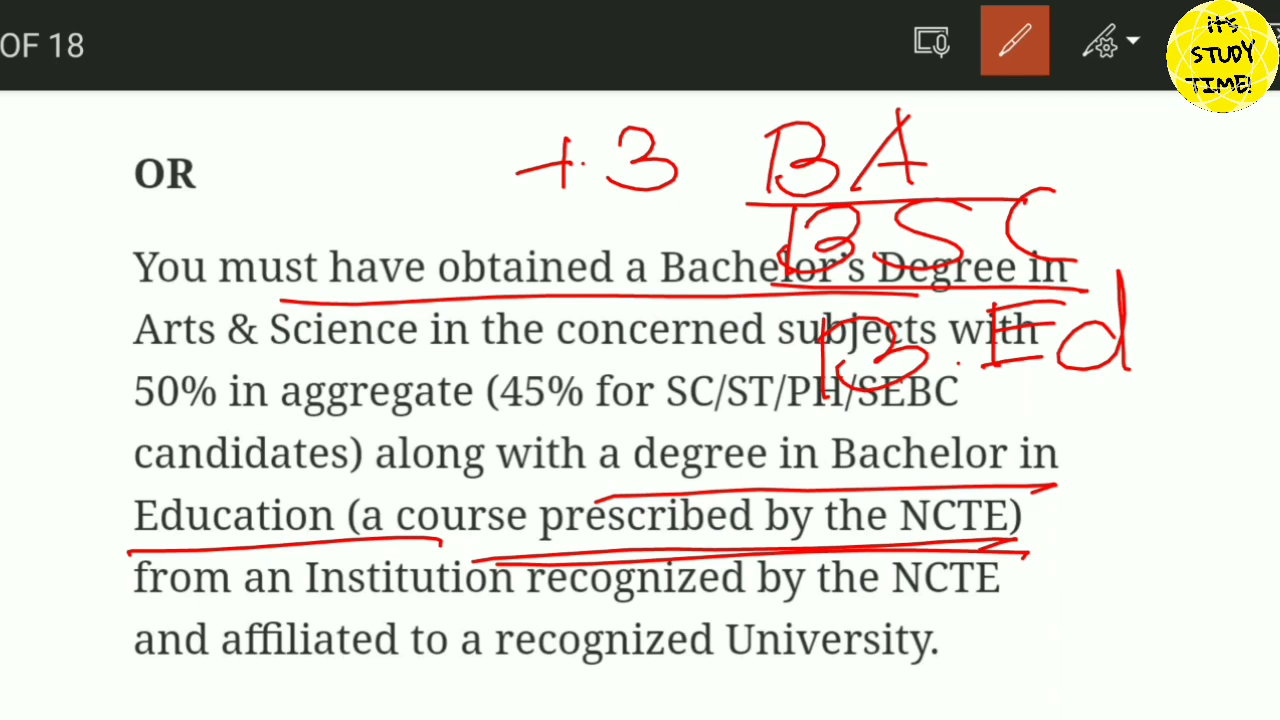 OF 18
IT'S
STUDY
TIME!
OR
+3 BA
BSC
You must have obtained a Bachelor's Degree in
Arts & Science in the concerned subjects with
B.Ed
50% in aggregate (45% for SC/ST/PH/SEBC
candidates) along with a degree in Bachelor in
Education (a course prescribed by the NCTE)
from an Institution recognized by the NCTE
and affiliated to a recognized University.